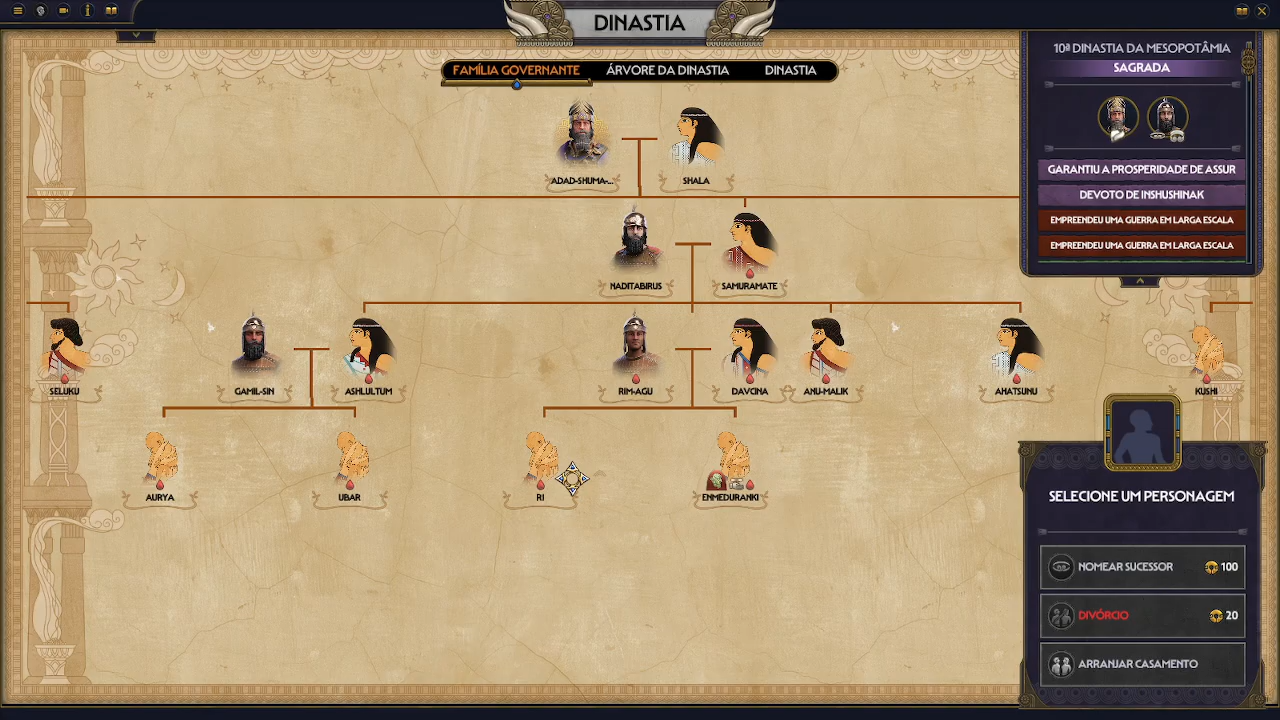 DINASTIA
FAMÍLIA GOVERNANTE
ÁRVORE DA DINASTIA
DINASTIA
10ª DINASTIA DA MESOPOTÂMIA
SAGRADA
GARANTIU A PROSPERIDADE DE ASSUR
DEVOTO DE INSHUSHINAK
EMPREENDEU UMA GUERRA EM LARGA ESCALA
EMPREENDEU UMA GUERRA EM LARGA ESCALA
ADAD-SHUMA-...
SHALA
NADITABIRUS
SAMURAMATE
SELUKU
GAMIL-SIN
ASHLULTUM
RIM-AGU
DAVCINA
ANU-MALIK
AHATSUNU
KUSHI
AURYA
UBAR
RI
ENMEDURANKI
SELECIONE UM PERSONAGEM
NOMEAR SUCESSOR 100
DIVÓRCIO 20
ARRANJAR CASAMENTO